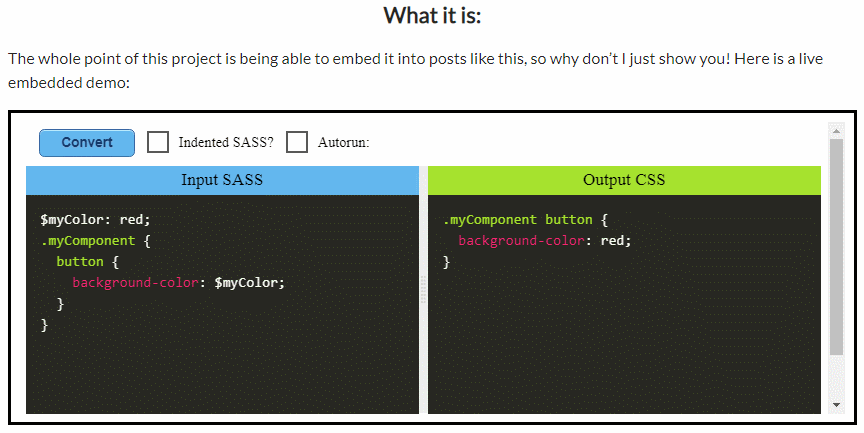 What it is:
The whole point of this project is being able to embed it into posts like this, so why don't I just show you! Here is a live
embedded demo:
Convert Indented SASS? Autorun:
Input SASS
$myColor: red;
.myComponent {
  button {
    background-color: $myColor;
  }
}
Output CSS
.myComponent button {
  background-color: red;
}